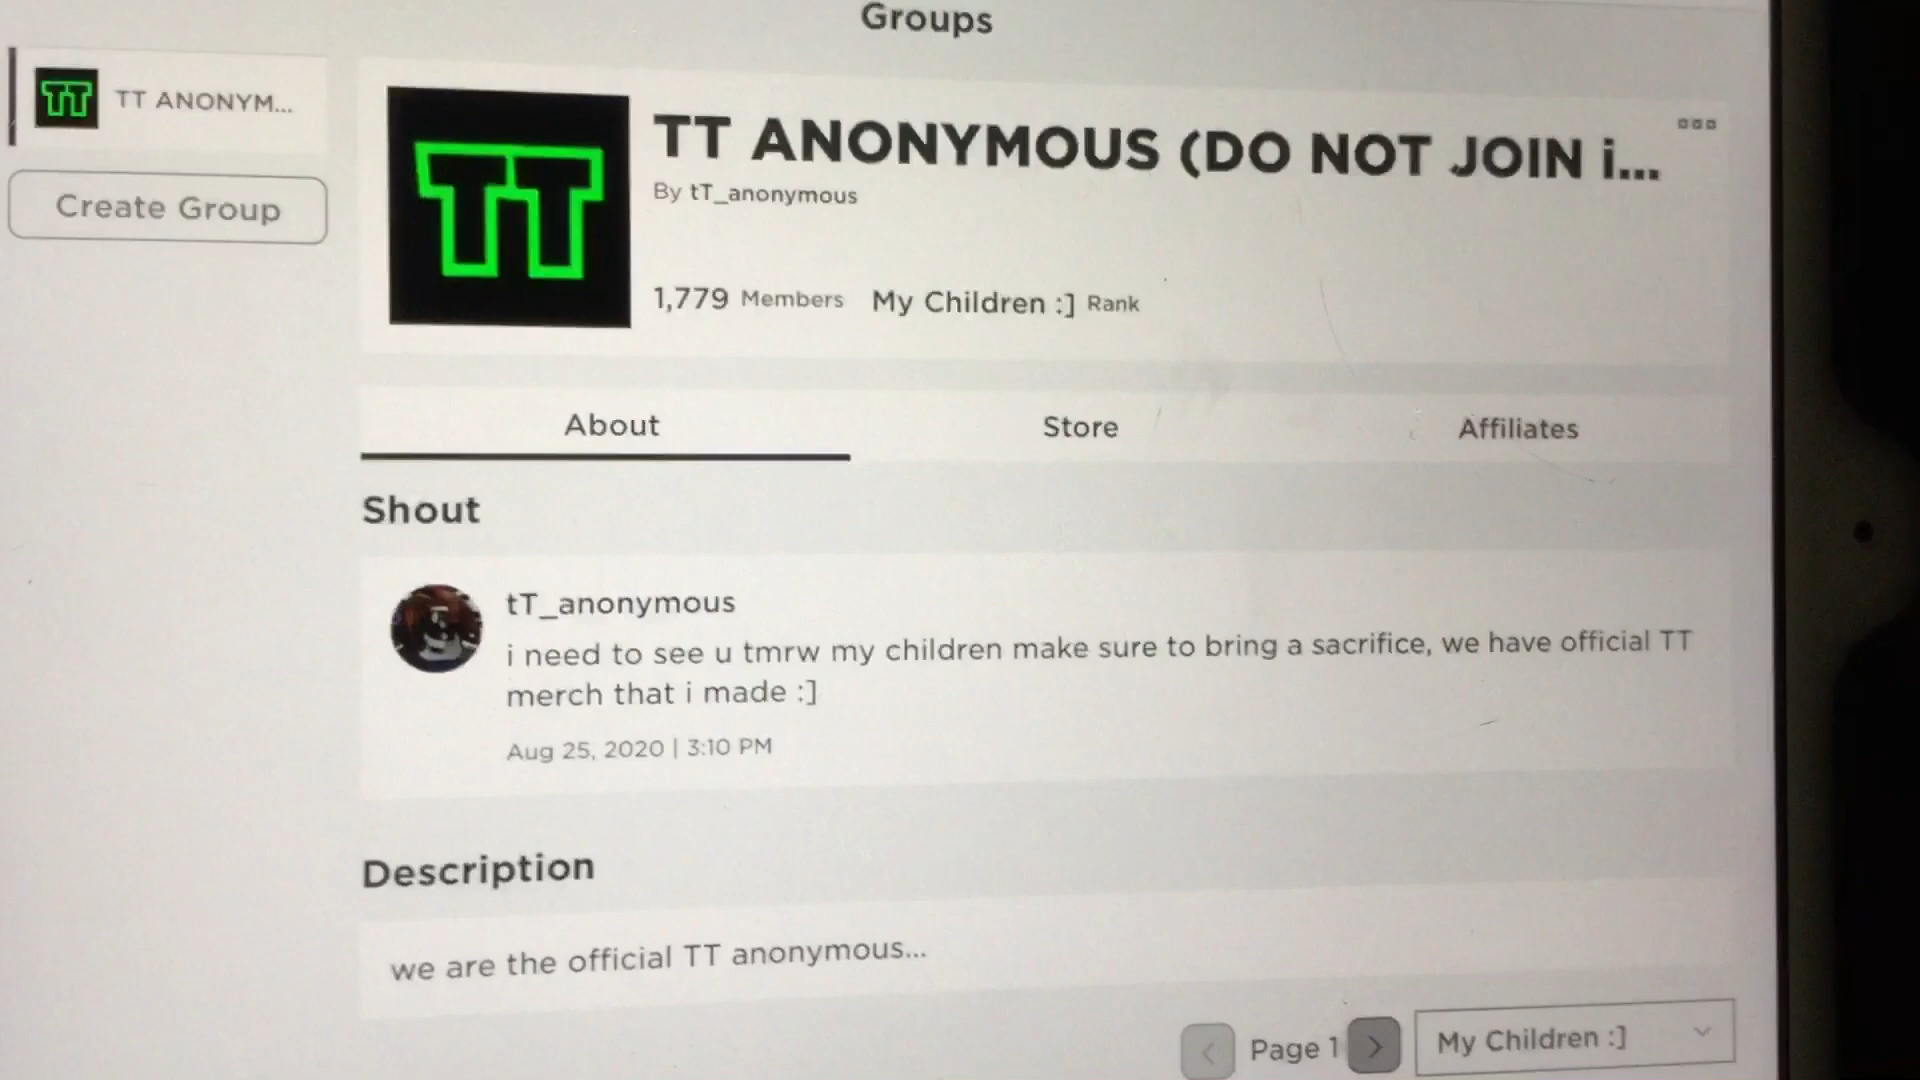 Groups
TT
TT ANONYM...
Create Group
TT
TT ANONYMOUS (DO NOT JOIN i...
By tT_anonymous
1,779 Members My Children :] Rank
About Store Affiliates
Shout
tT_anonymous
i need to see u tmrw my children make sure to bring a sacrifice, we have official TT
merch that i made :]
Aug 25, 2020 | 3:10 PM
Description
we are the official TT anonymous...
< Page 1 > My Children :]